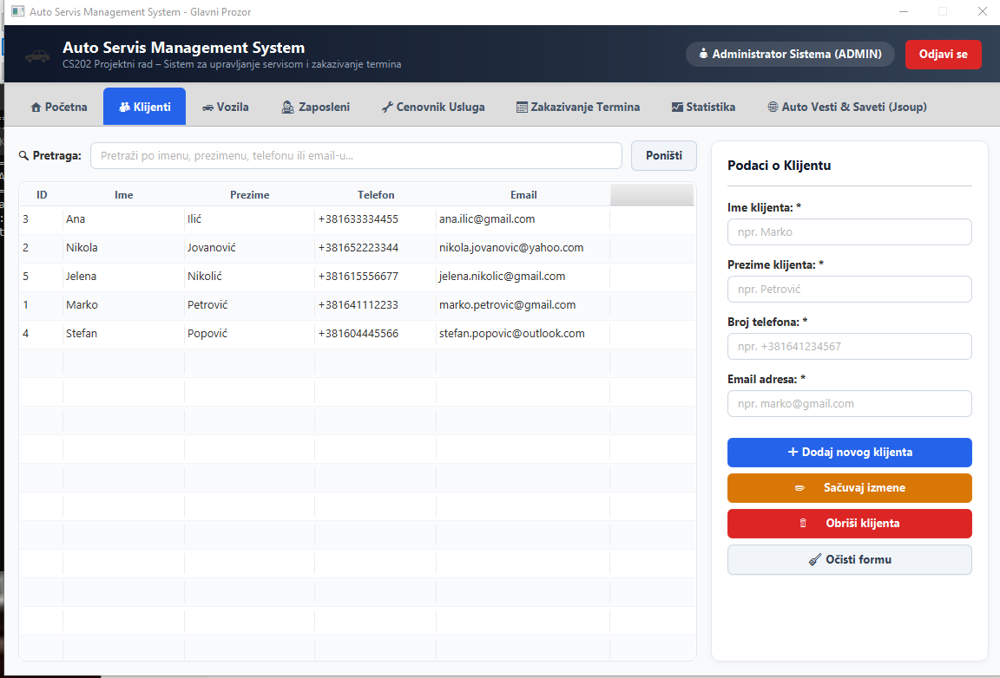 Auto Servis Management System - Glavni Prozor
Auto Servis Management System
CS202 Projektni rad – Sistem za upravljanje servisom i zakazivanje termina
Administrator Sistema (ADMIN)
Odjavi se
Početna
Klijenti
Vozila
Zaposleni
Cenovnik Usluga
Zakazivanje Termina
Statistika
Auto Vesti & Saveti (Jsoup)
Pretraga:
Pretraži po imenu, prezimenu, telefonu ili email-u...
Poništi
ID Ime Prezime Telefon Email
3 Ana Ilić +381633334455 ana.ilic@gmail.com
2 Nikola Jovanović +381652223344 nikola.jovanovic@yahoo.com
5 Jelena Nikolić +381615556677 jelena.nikolic@gmail.com
1 Marko Petrović +381641112233 marko.petrovic@gmail.com
4 Stefan Popović +381604445566 stefan.popovic@outlook.com
Podaci o Klijentu
Ime klijenta: *
npr. Marko
Prezime klijenta: *
npr. Petrović
Broj telefona: *
npr. +381641234567
Email adresa: *
npr. marko@gmail.com
+ Dodaj novog klijenta
Sačuvaj izmene
Obriši klijenta
Očisti formu